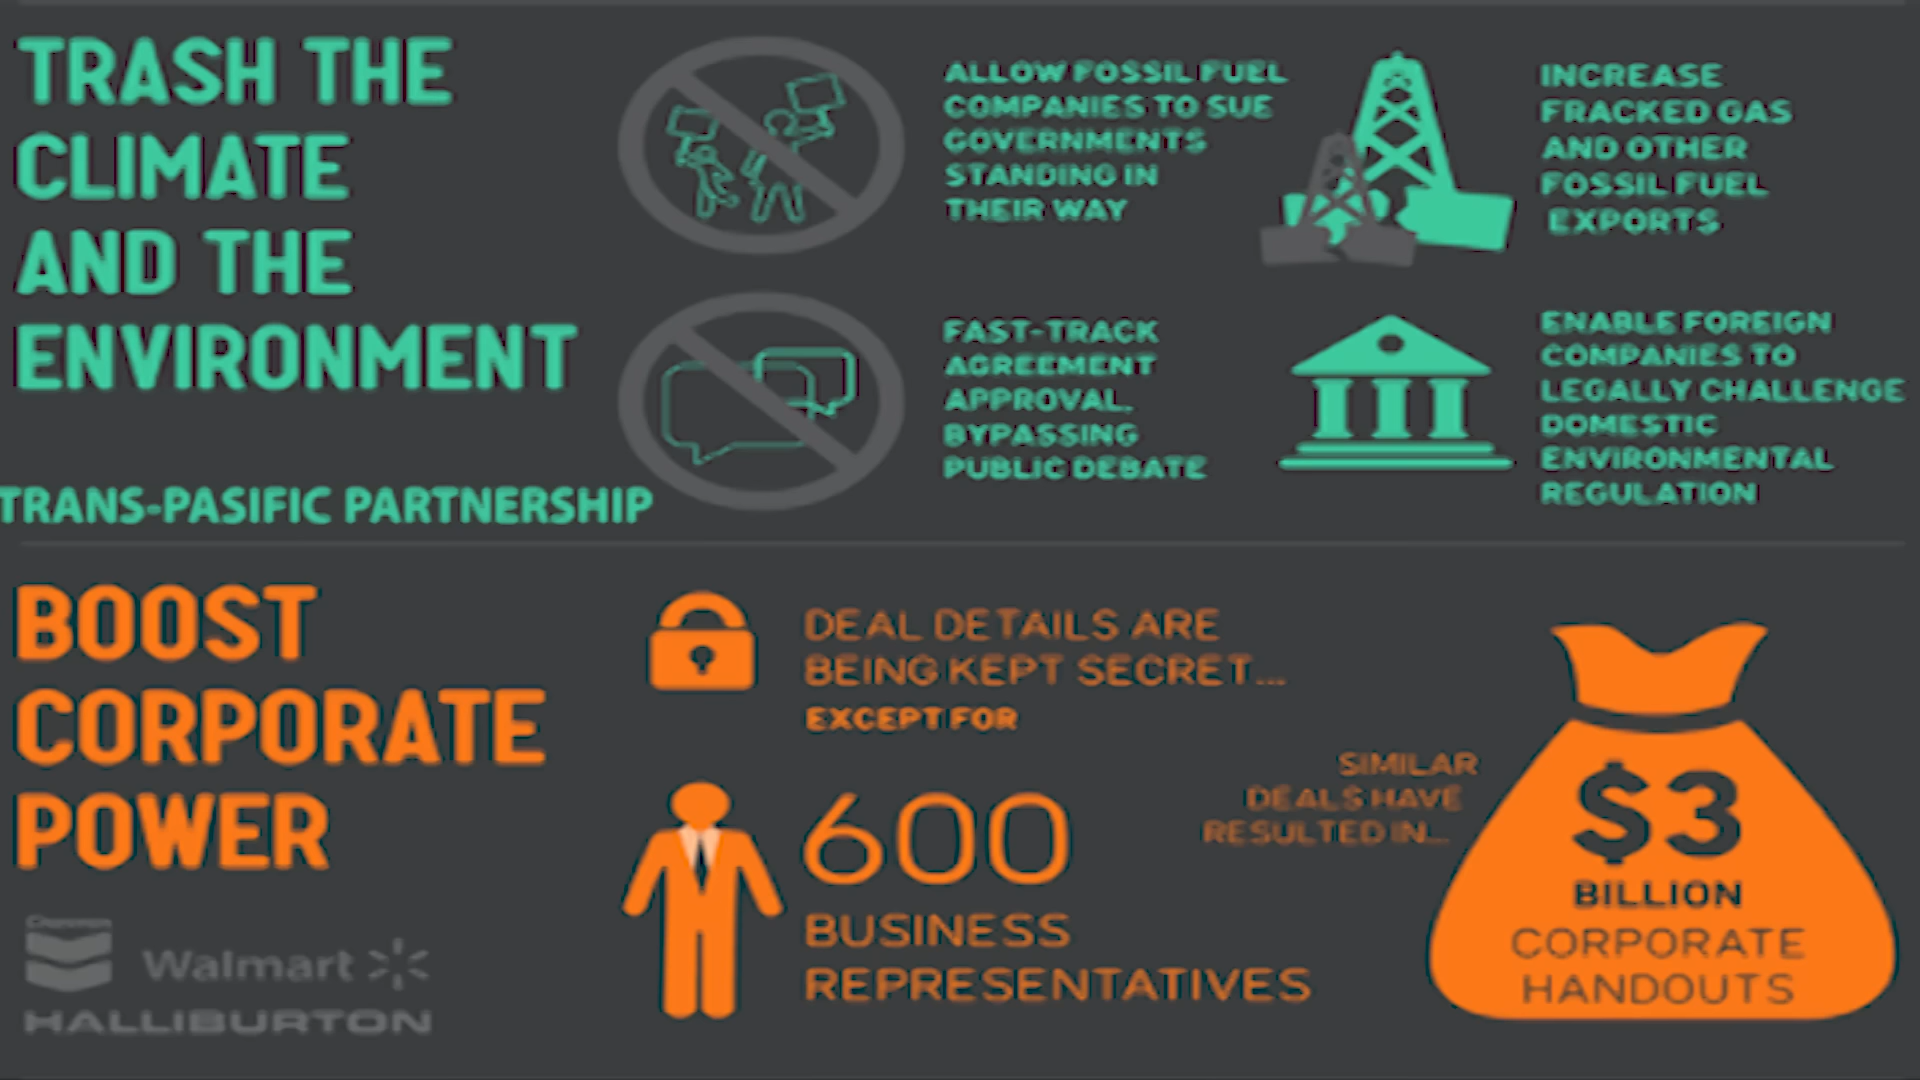 TRASH THE
CLIMATE
AND THE
ENVIRONMENT
TRANS-PASIFIC PARTNERSHIP
ALLOW FOSSIL FUEL
COMPANIES TO SUE
GOVERNMENTS
STANDING IN
THEIR WAY
INCREASE
FRACKED GAS
AND OTHER
FOSSIL FUEL
EXPORTS
FAST-TRACK
AGREEMENT
APPROVAL,
BYPASSING
PUBLIC DEBATE
ENABLE FOREIGN
COMPANIES TO
LEGALLY CHALLENGE
DOMESTIC
ENVIRONMENTAL
REGULATION
BOOST
CORPORATE
POWER
Chevron
Walmart
HALLIBURTON
DEAL DETAILS ARE
BEING KEPT SECRET...
EXCEPT FOR
600
BUSINESS
REPRESENTATIVES
SIMILAR
DEALS HAVE
RESULTED IN...
$3
BILLION
CORPORATE
HANDOUTS